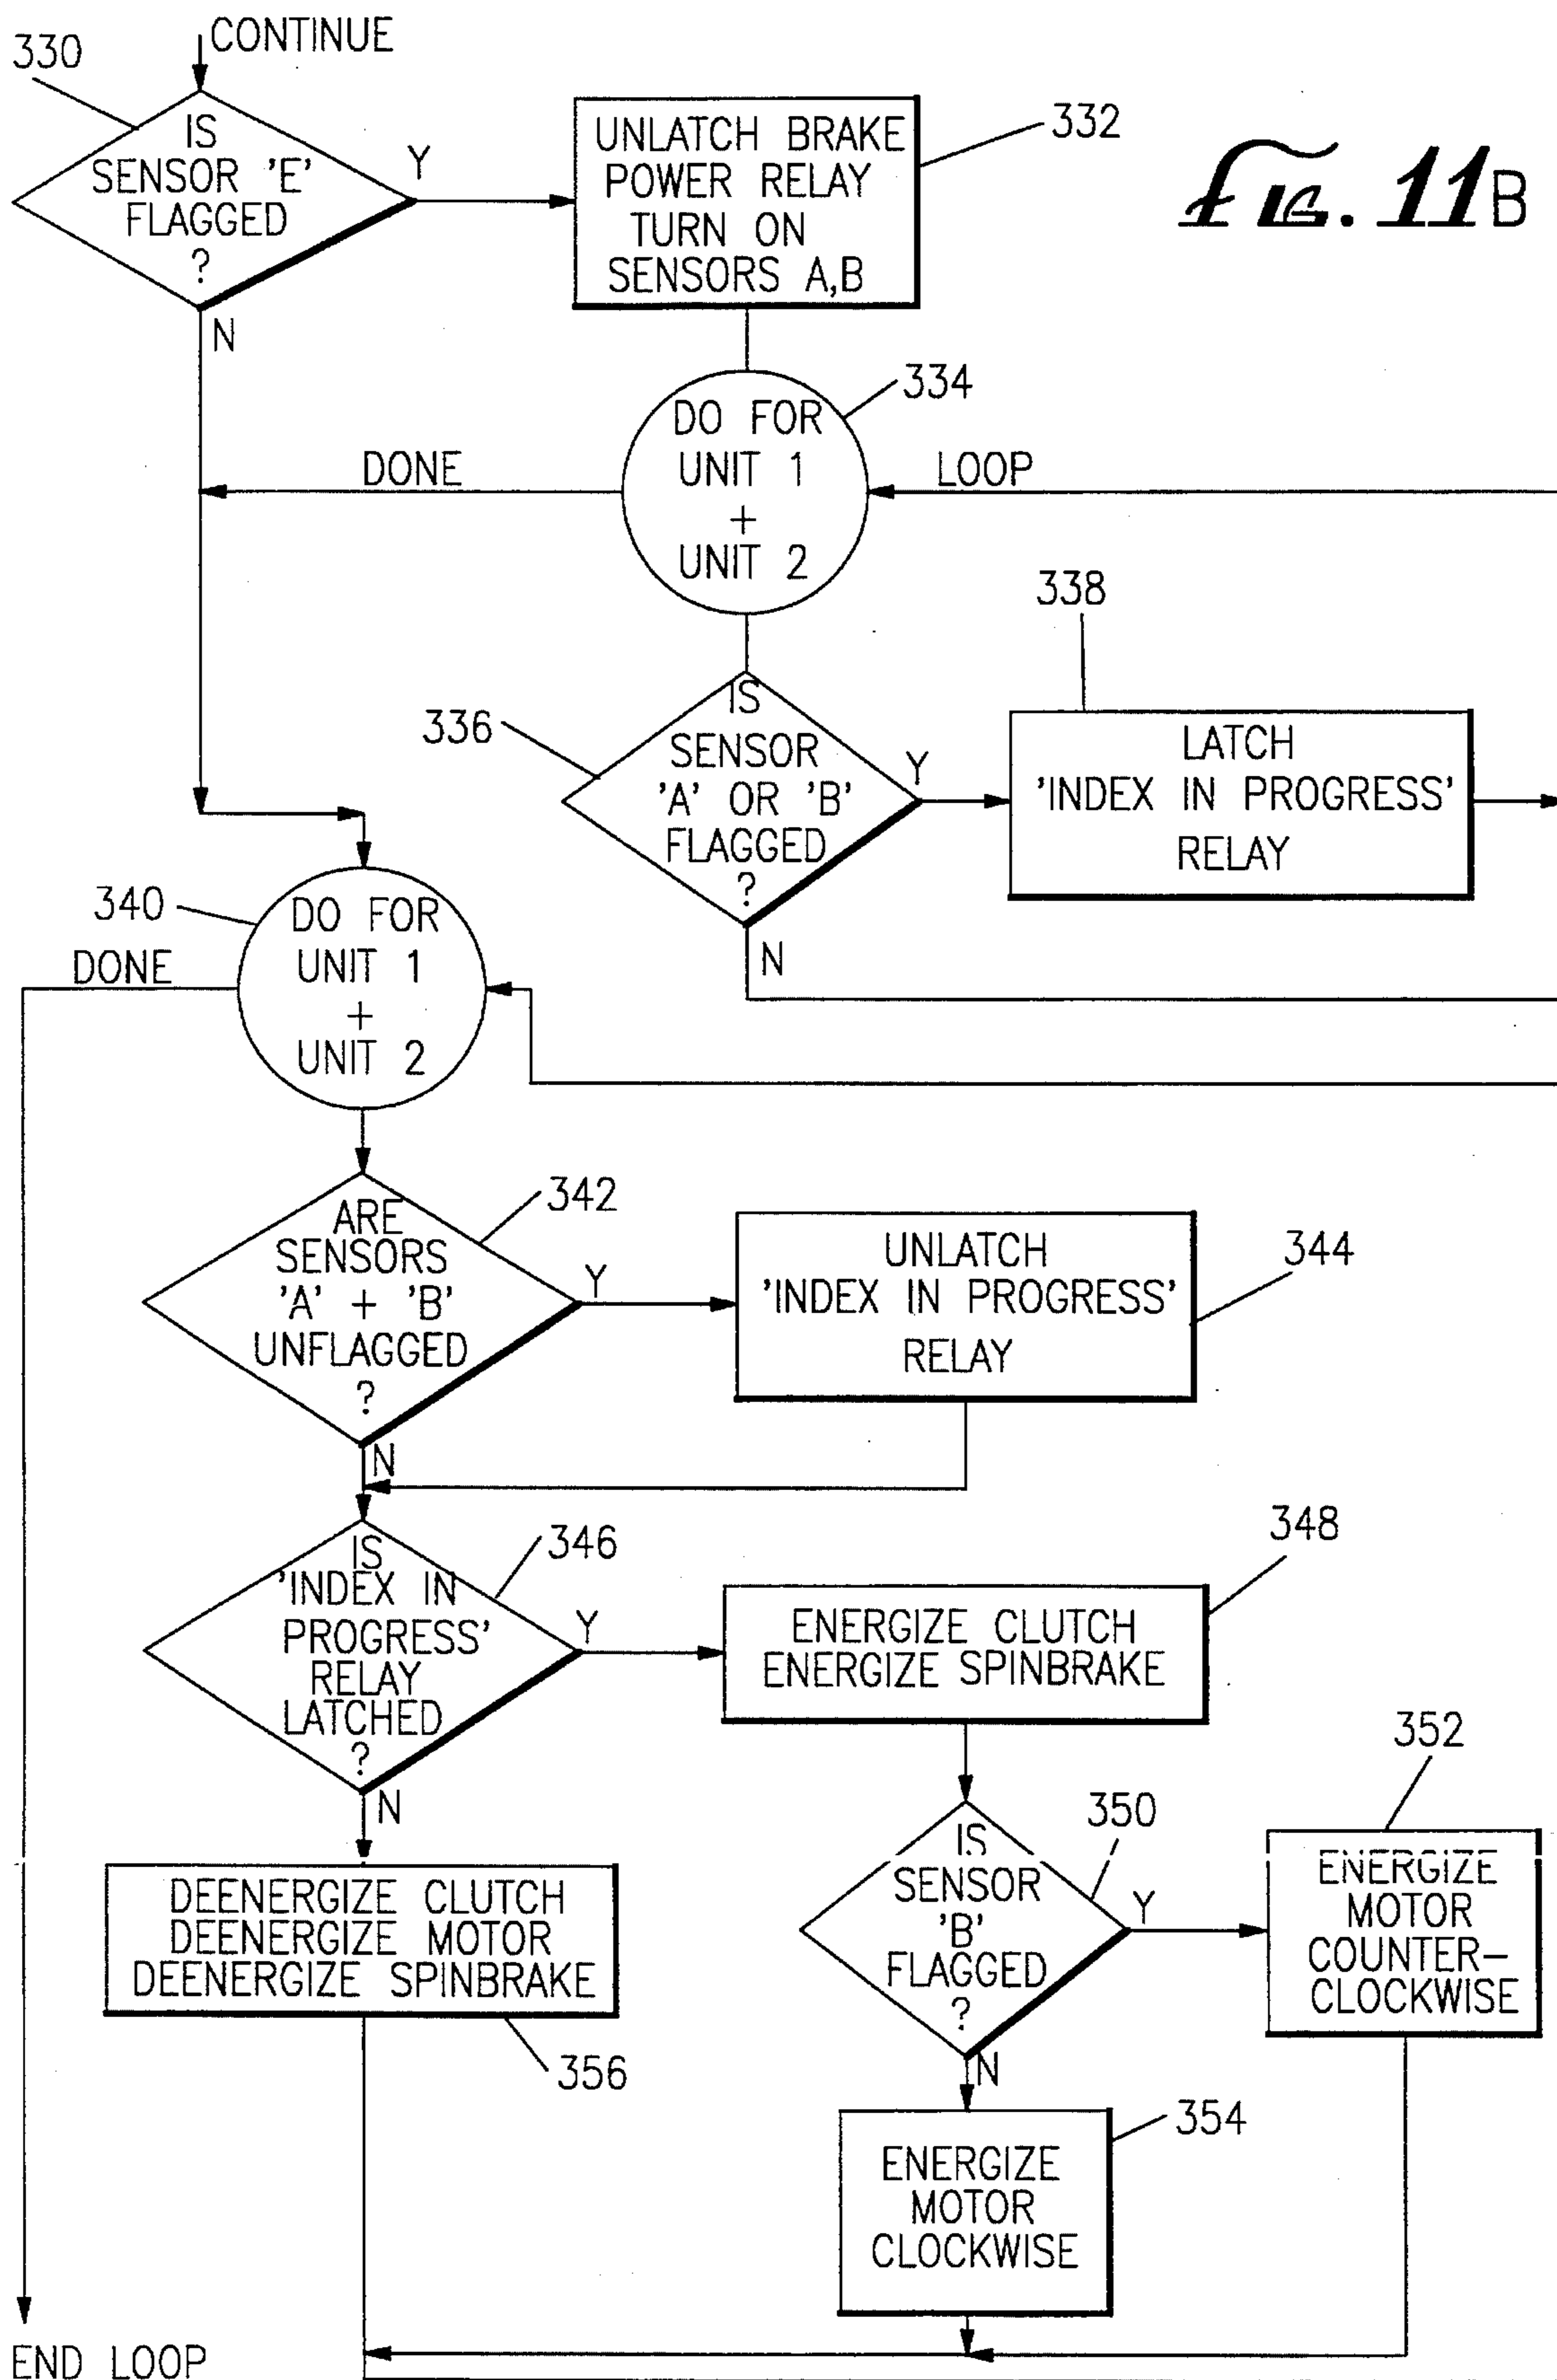 CONTINUE
330
IS
SENSOR 'E'
FLAGGED
?
Y
N
UNLATCH BRAKE
POWER RELAY
TURN ON
SENSORS A,B
332
FIG. 11B
334
DO FOR
UNIT 1
+
UNIT 2
DONE
LOOP
336
IS
SENSOR
'A' OR 'B'
FLAGGED
?
Y
N
338
LATCH
'INDEX IN PROGRESS'
RELAY
340
DO FOR
UNIT 1
+
UNIT 2
DONE
342
ARE
SENSORS
'A' + 'B'
UNFLAGGED
?
Y
N
UNLATCH
'INDEX IN PROGRESS'
RELAY
344
346
IS
'INDEX IN
PROGRESS'
RELAY
LATCHED
?
Y
N
348
ENERGIZE CLUTCH
ENERGIZE SPINBRAKE
350
IS
SENSOR
'B'
FLAGGED
?
Y
N
352
ENERGIZE
MOTOR
COUNTER-
CLOCKWISE
DEENERGIZE CLUTCH
DEENERGIZE MOTOR
DEENERGIZE SPINBRAKE
356
354
ENERGIZE
MOTOR
CLOCKWISE
END LOOP